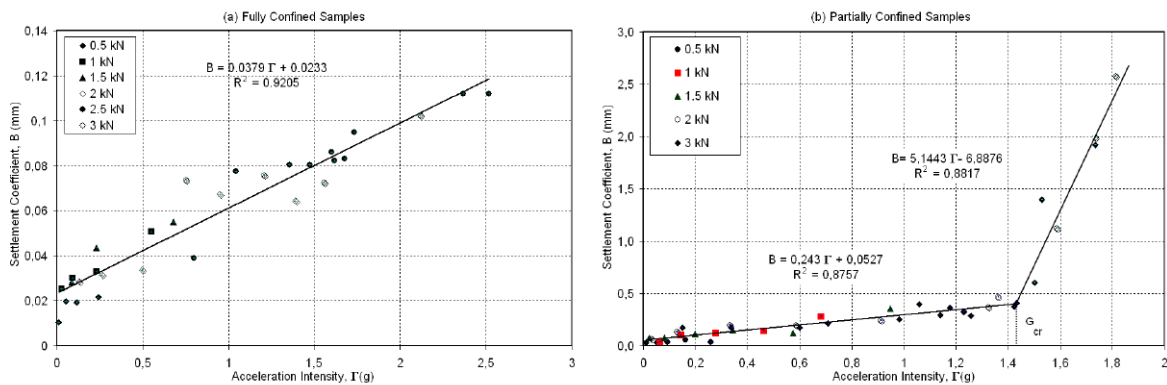 (a) Fully Confined Samples
0,14
0,12
0,1
0,08
0,06
0,04
0,02
0
Settlement Coefficient, B (mm)
0.5 kN
1 kN
1.5 kN
2 kN
2.5 kN
3 kN
B = 0.0379 Γ + 0.0233
R² = 0.9205
0 0,5 1 1,5 2 2,5 3
Acceleration Intensity, Γ(g)
(b) Partially Confined Samples
3,0
2,5
2,0
1,5
1,0
0,5
0,0
Settlement Coefficient, B (mm)
0.5 kN
1 kN
1.5 kN
2 kN
3 kN
B= 5,1443 Γ- 6,8876
R² = 0,8817
B = 0,243 Γ + 0,0527
R² = 0,8757
G cr
0 0,2 0,4 0,6 0,8 1 1,2 1,4 1,6 1,8 2
Acceleration Intensity, Γ(g)